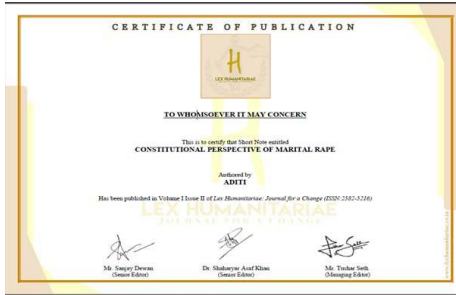 CERTIFICATE OF PUBLICATION
H
LEX HUMANITARIAE
TO WHOMSOEVER IT MAY CONCERN
This is to certify that Short Note entitled
CONSTITUTIONAL PERSPECTIVE OF MARITAL RAPE
Authored by
ADITI
Has been published in Volume I Issue II of Lex Humanitariae: Journal for a Change (ISSN:2582-5216)
LEX HUMANITARIAE
JOURNAL FOR A CHANGE
Mr. Sanjay Dewan
(Senior Editor)
Dr. Shaharyar Asaf Khan
(Senior Editor)
Mr. Tushar Seth
(Managing Editor)